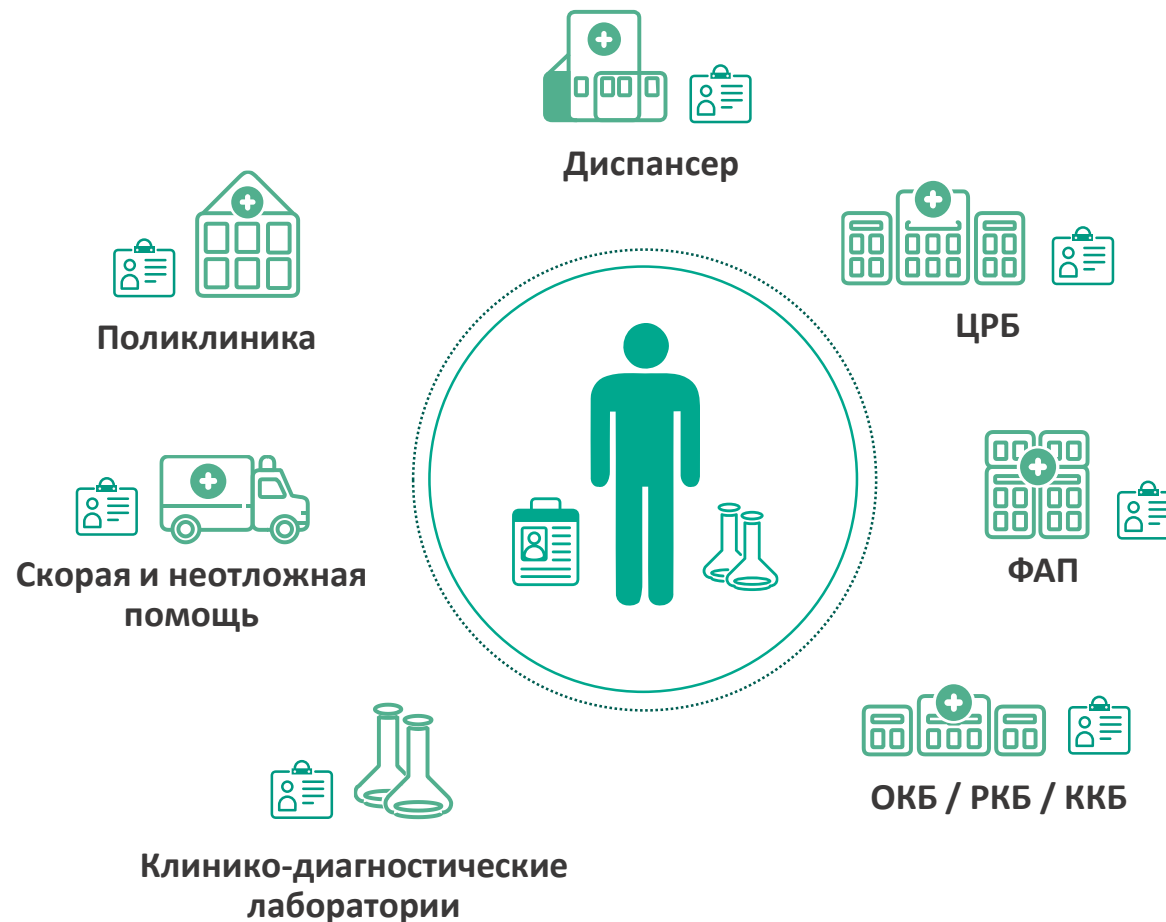 Диспансер
Поликлиника
ЦРБ
Скорая и неотложная
помощь
ФАП
ОКБ / РКБ / ККБ
Клинико-диагностические
лаборатории